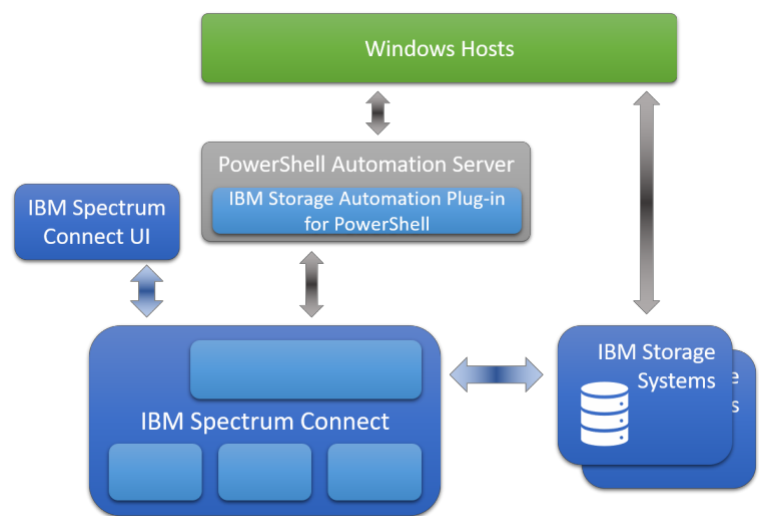 Windows Hosts
PowerShell Automation Server
IBM Storage Automation Plug-in
for PowerShell
IBM Spectrum
Connect UI
IBM Spectrum Connect
IBM Storage
Systems
e
s